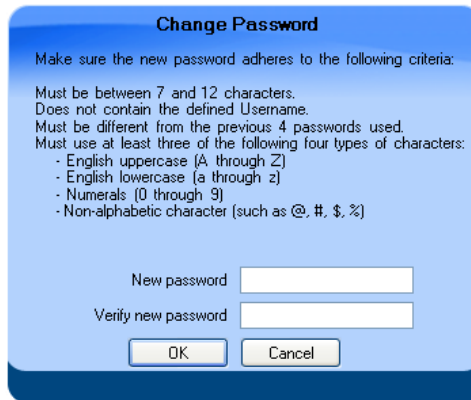 Change Password
Make sure the new password adheres to the following criteria:
Must be between 7 and 12 characters.
Does not contain the defined Username.
Must be different from the previous 4 passwords used.
Must use at least three of the following four types of characters:
- English uppercase (A through Z)
- English lowercase (a through z)
- Numerals (0 through 9)
- Non-alphabetic character (such as @, #, $, %)
New password
Verify new password
OK Cancel